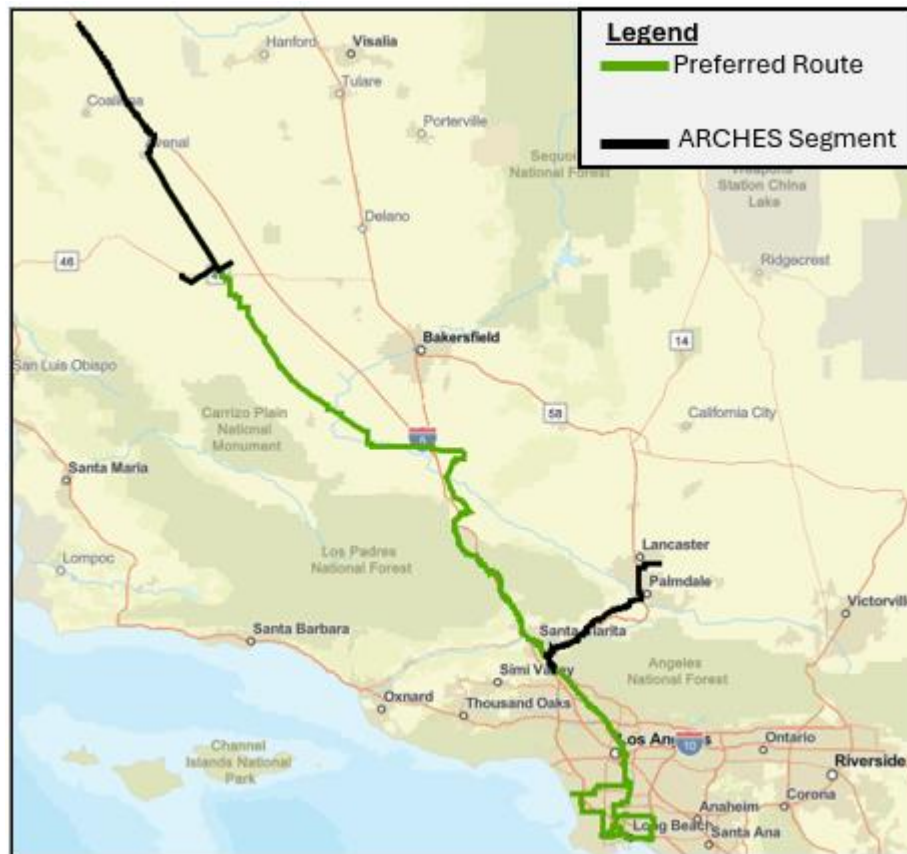 Legend
Preferred Route
ARCHES Segment
Hanford
Visalia
Tulare
Coalinga
Porterville
Avenal
Sequoia
National Forest
Weapons
Station China
Lake
Delano
46
Ridgecrest
Bakersfield
14
San Luis Obispo
Carrizo Plain
National
Monument
58
California City
5
Santa Maria
Los Padres
National Forest
Lancaster
Palmdale
Lompoc
Victorville
Santa Barbara
Santa Clarita
Simi Valley
Angeles
National Forest
Oxnard
Thousand Oaks
Channel
Islands National
Park
Los Angeles
10
Ontario
Riverside
Corona
Anaheim
Long Beach
Santa Ana